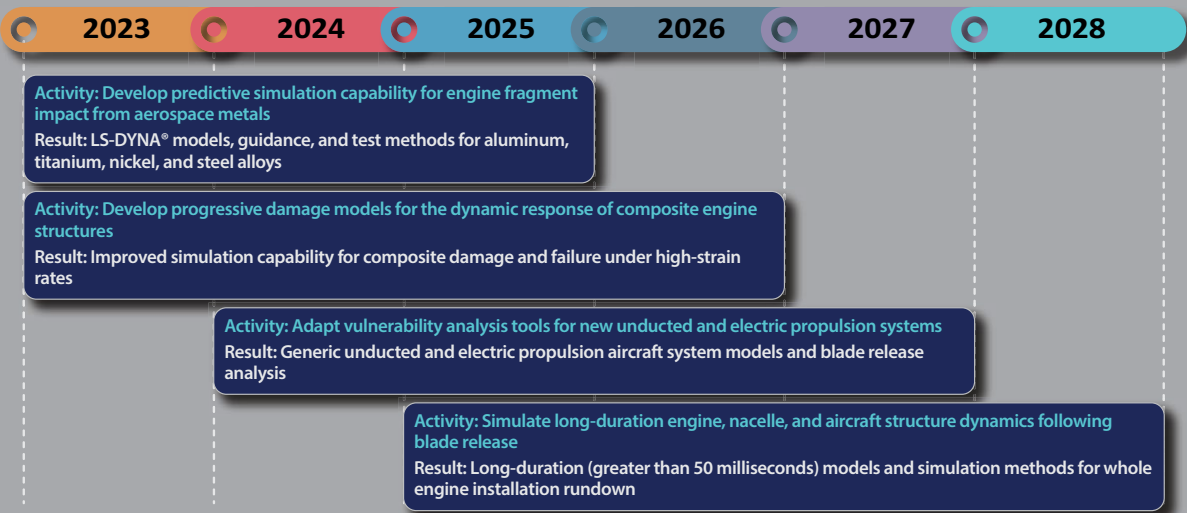 2023 2024 2025 2026 2027 2028
Activity: Develop predictive simulation capability for engine fragment
impact from aerospace metals
Result: LS-DYNA® models, guidance, and test methods for aluminum,
titanium, nickel, and steel alloys
Activity: Develop progressive damage models for the dynamic response of composite engine
structures
Result: Improved simulation capability for composite damage and failure under high-strain
rates
Activity: Adapt vulnerability analysis tools for new unducted and electric propulsion systems
Result: Generic unducted and electric propulsion aircraft system models and blade release
analysis
Activity: Simulate long-duration engine, nacelle, and aircraft structure dynamics following
blade release
Result: Long-duration (greater than 50 milliseconds) models and simulation methods for whole
engine installation rundown